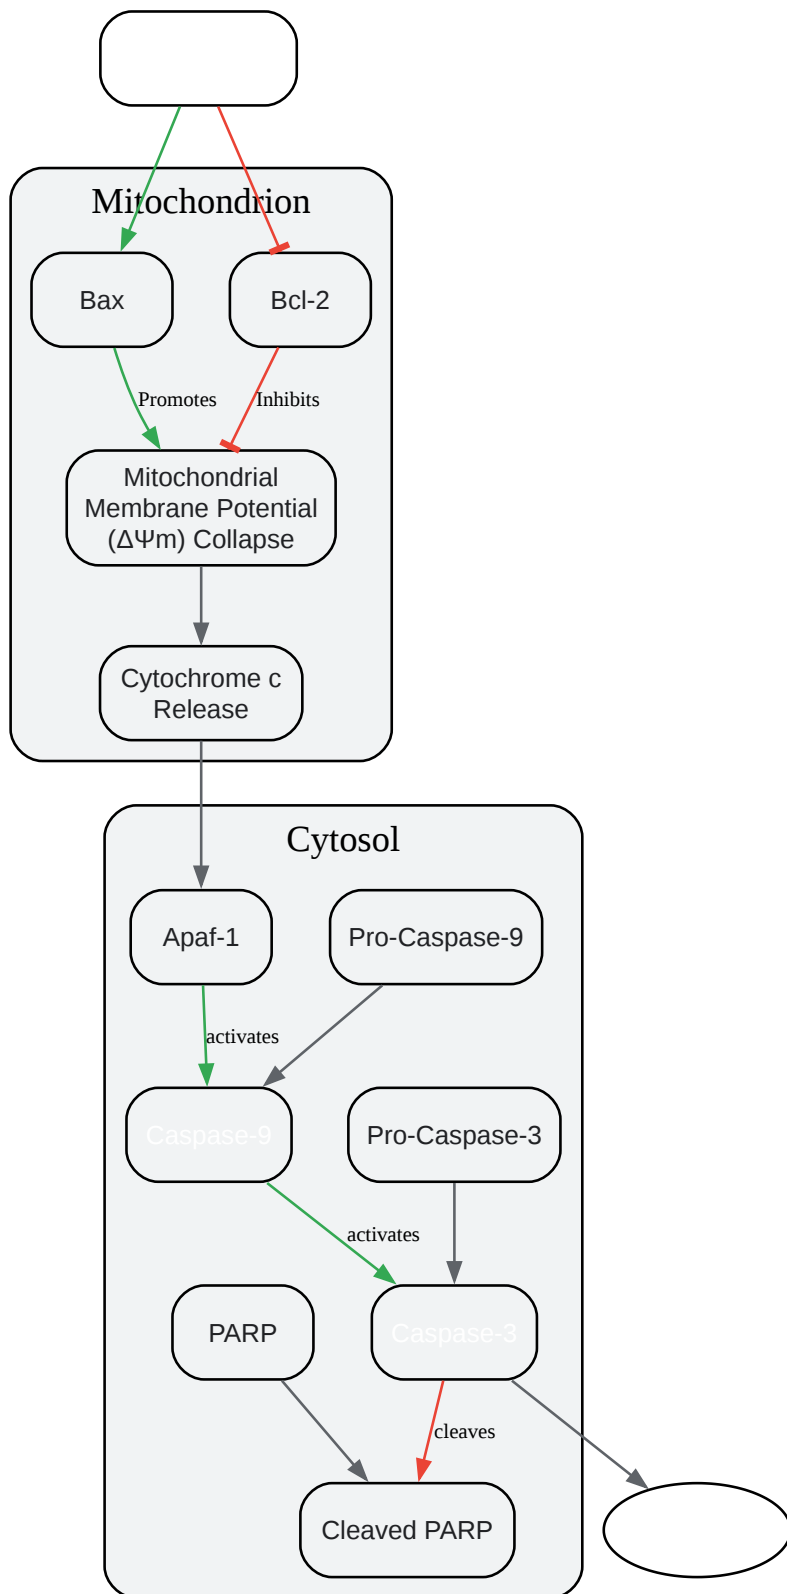 Mitochondrion
Bax
Bcl-2
Promotes
Inhibits
Mitochondrial
Membrane Potential
(ΔΨm) Collapse
Cytochrome c
Release
Cytosol
Apaf-1
Pro-Caspase-9
activates
Caspase-9
Pro-Caspase-3
activates
PARP
Caspase-3
cleaves
Cleaved PARP